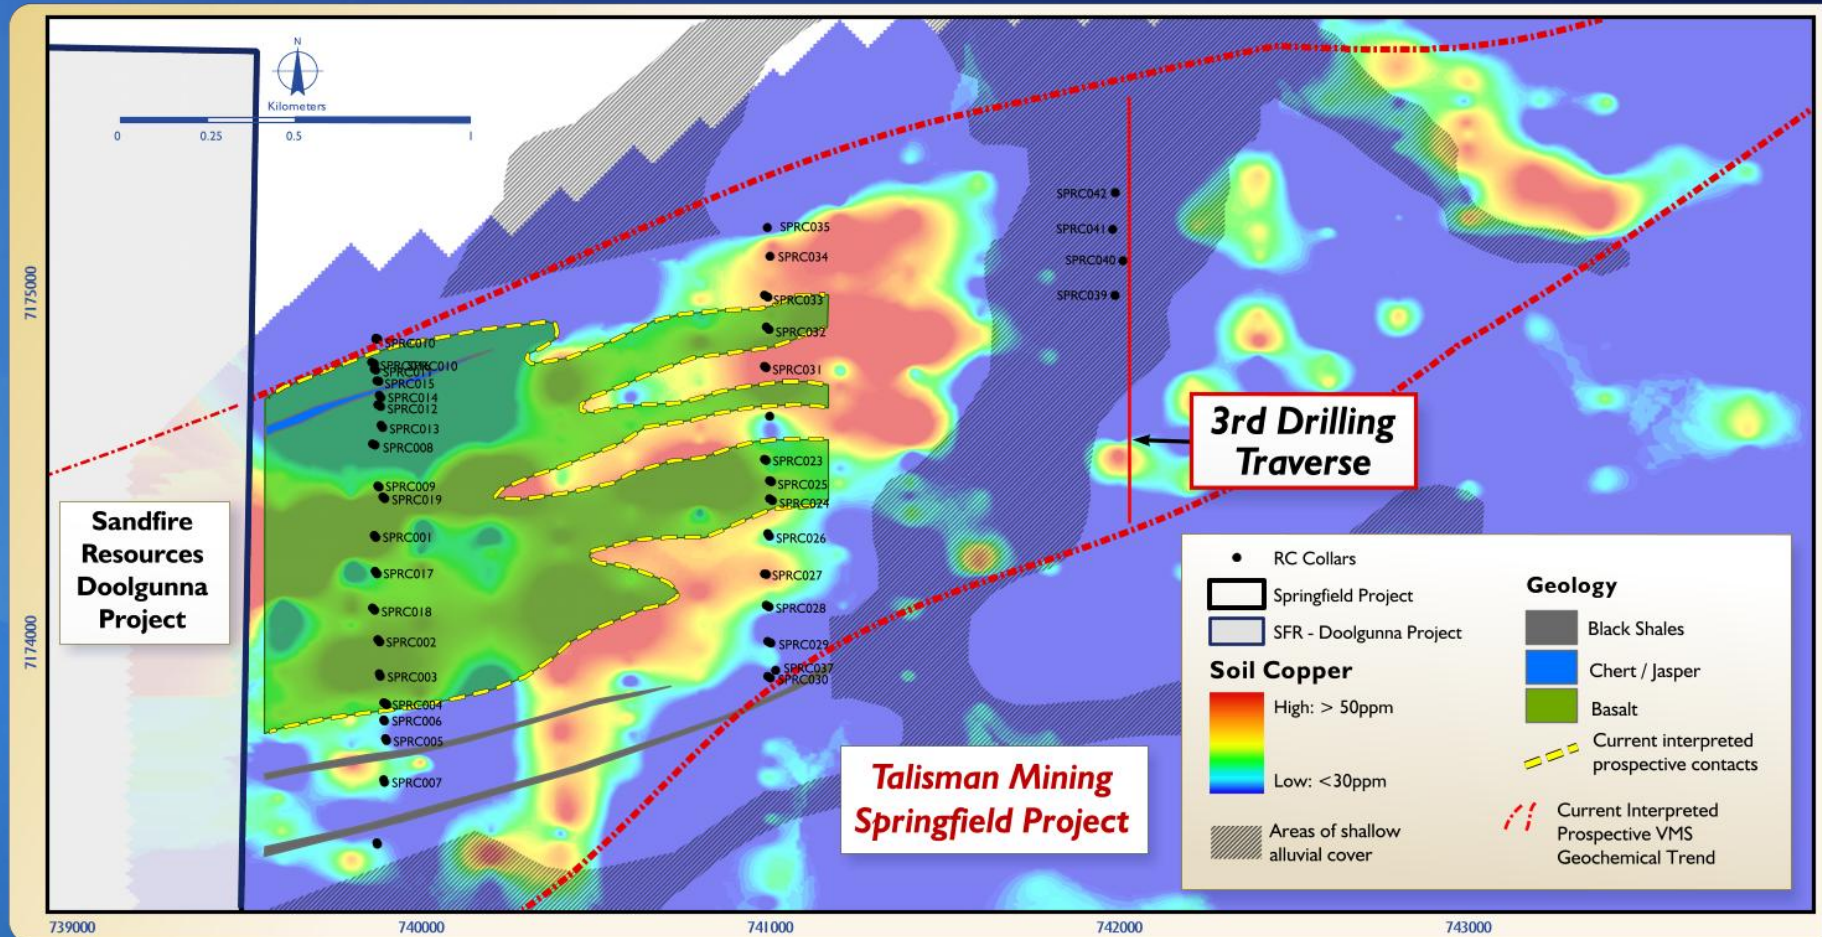 N
Kilometers
0 0.25 0.5 1
7175000
7174000
739000 740000 741000 742000 743000
Sandfire
Resources
Doolgunna
Project
SPRC010
SPRC010
SPRC011
SPRC015
SPRC014
SPRC012
SPRC013
SPRC008
SPRC009
SPRC019
SPRC001
SPRC017
SPRC018
SPRC002
SPRC003
SPRC004
SPRC006
SPRC005
SPRC007
SPRC035
SPRC034
SPRC033
SPRC032
SPRC031
SPRC023
SPRC025
SPRC024
SPRC026
SPRC027
SPRC028
SPRC029
SPRC037
SPRC030
SPRC042
SPRC041
SPRC040
SPRC039
3rd Drilling
Traverse
Talisman Mining
Springfield Project
RC Collars
Springfield Project
SFR - Doolgunna Project
Soil Copper
High: > 50ppm
Low: <30ppm
Areas of shallow
alluvial cover
Geology
Black Shales
Chert / Jasper
Basalt
Current interpreted
prospective contacts
Current Interpreted
Prospective VMS
Geochemical Trend